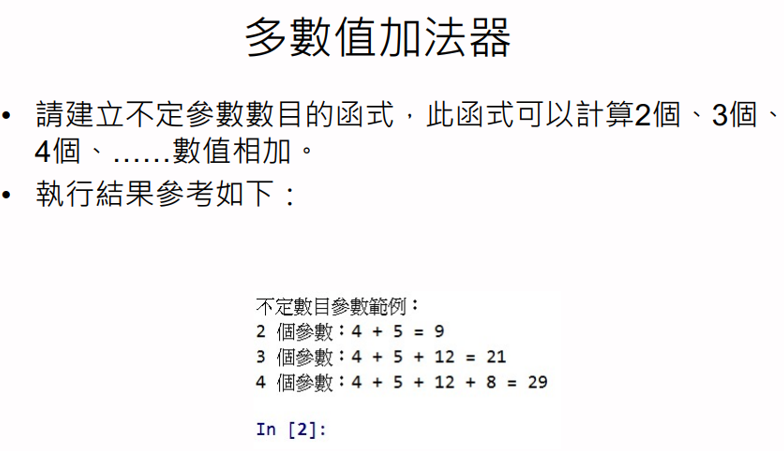 多數值加法器
• 請建立不定參數數目的函式，此函式可以計算2個、3個、
4個、……數值相加。
• 執行結果參考如下：
不定數目參數範例：
2 個參數：4 + 5 = 9
3 個參數：4 + 5 + 12 = 21
4 個參數：4 + 5 + 12 + 8 = 29
In [2]: